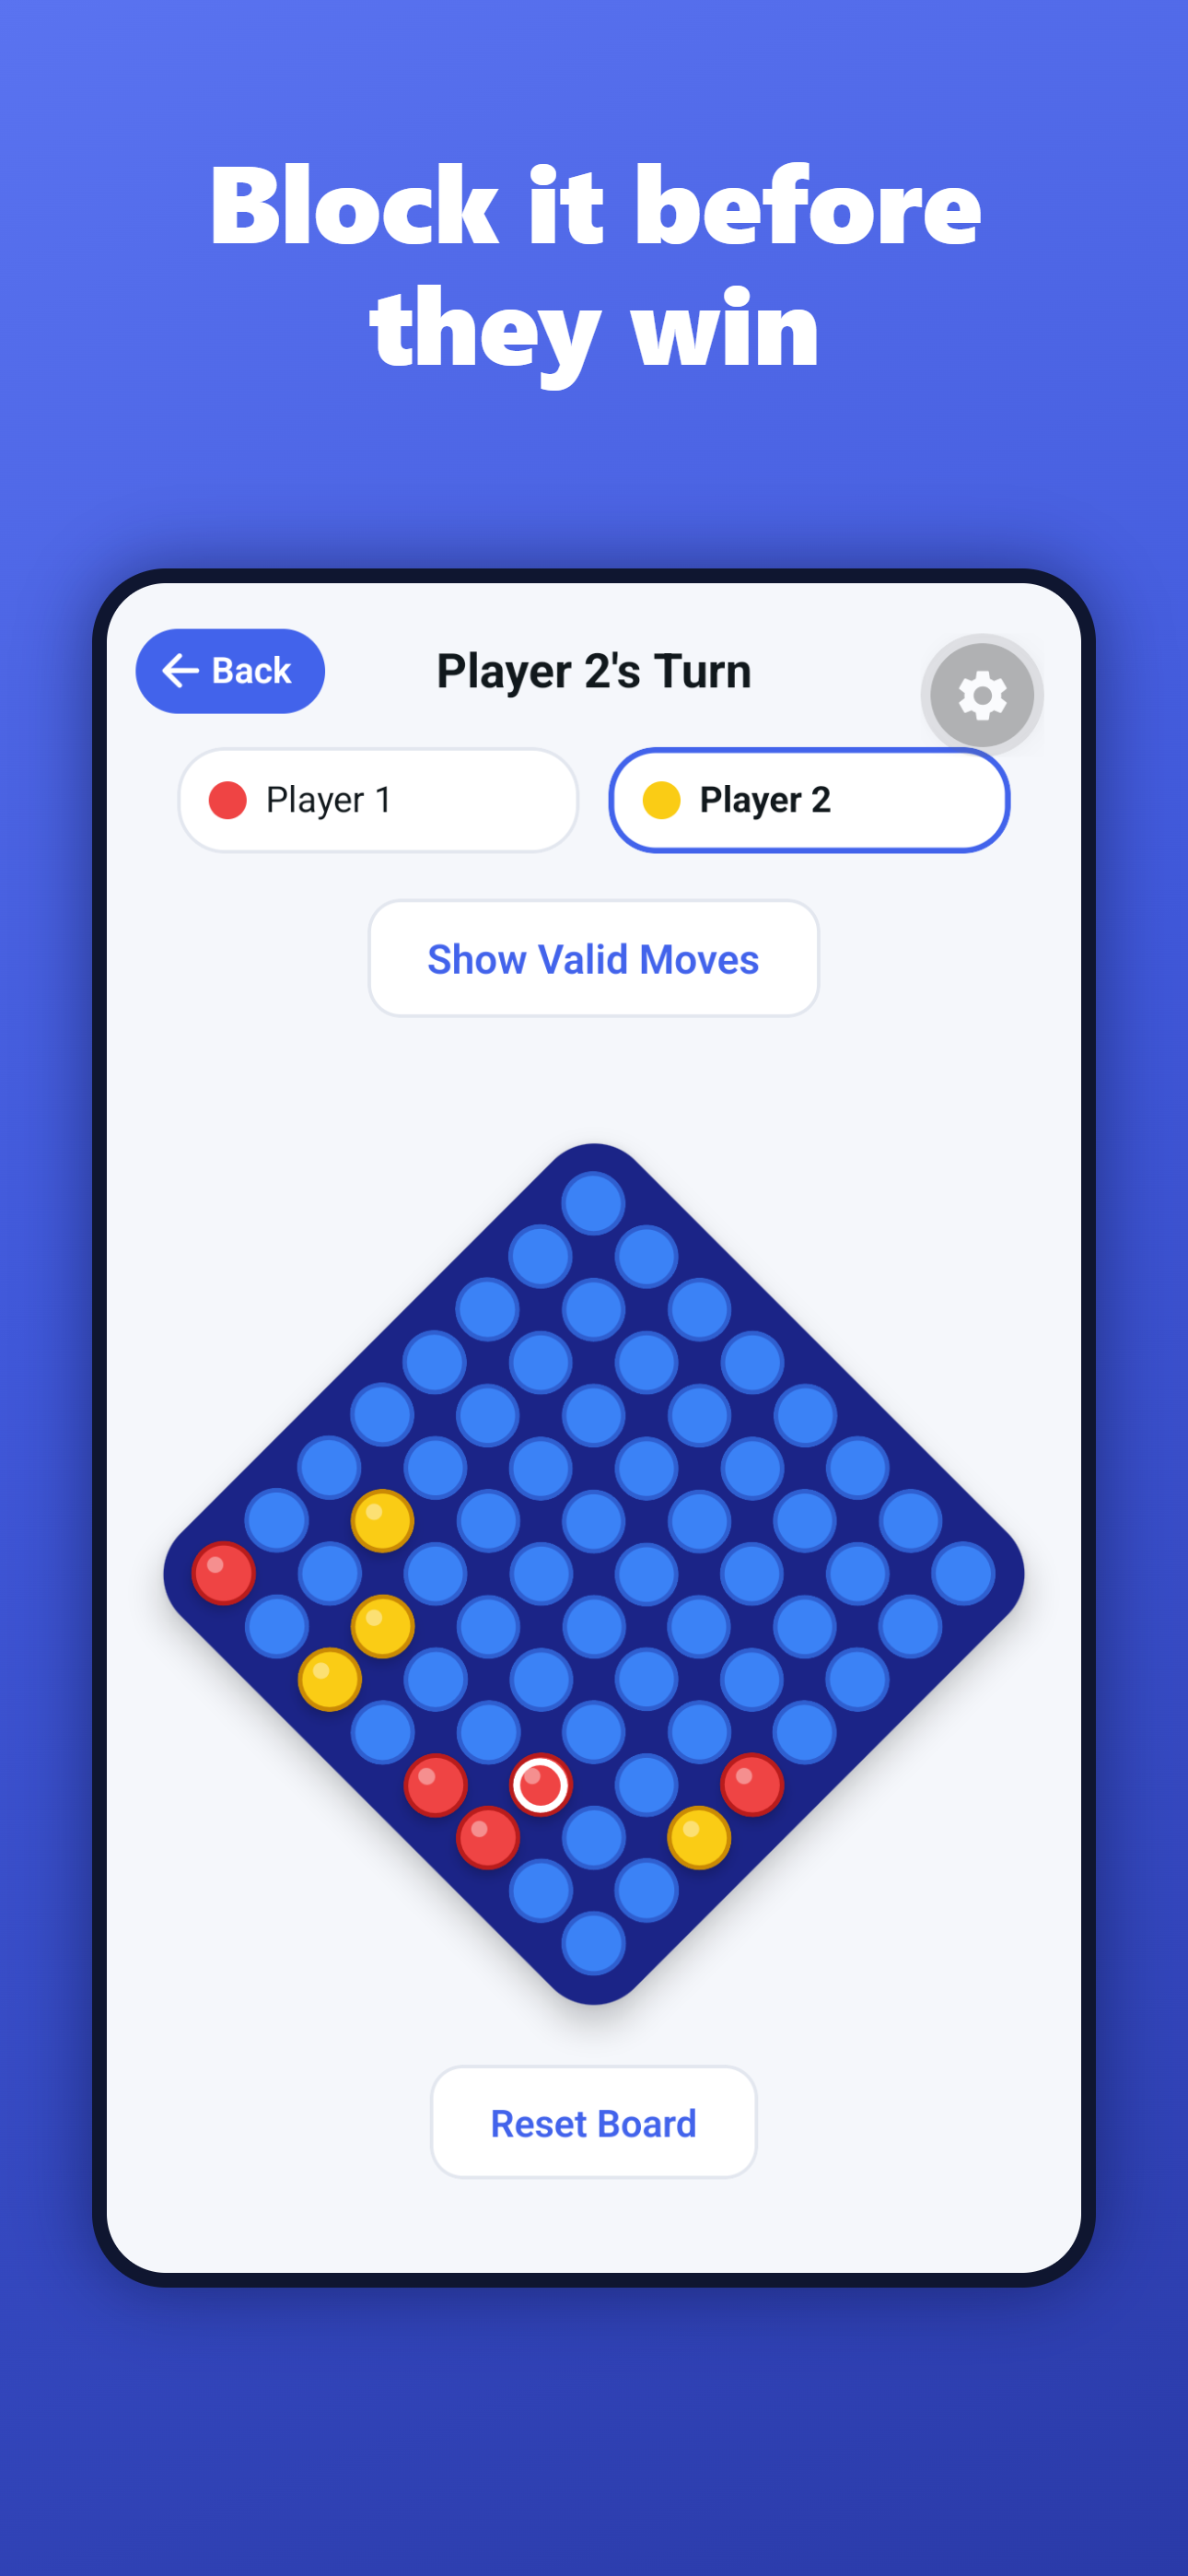 Block it before
they win
Back
Player 2's Turn
Player 1
Player 2
Show Valid Moves
Reset Board